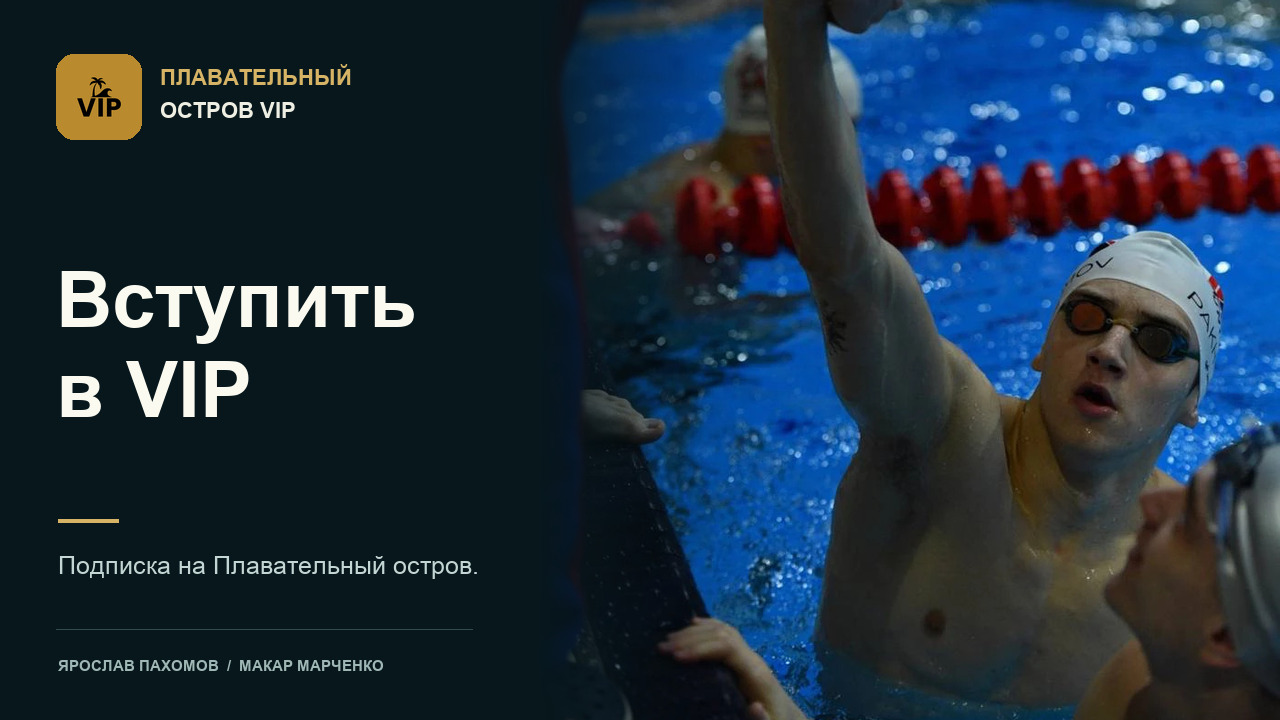 VIP
ПЛАВАТЕЛЬНЫЙ
ОСТРОВ VIP
Вступить
в VIP
Подписка на Плавательный остров.
ЯРОСЛАВ ПАХОМОВ / МАКАР МАРЧЕНКО